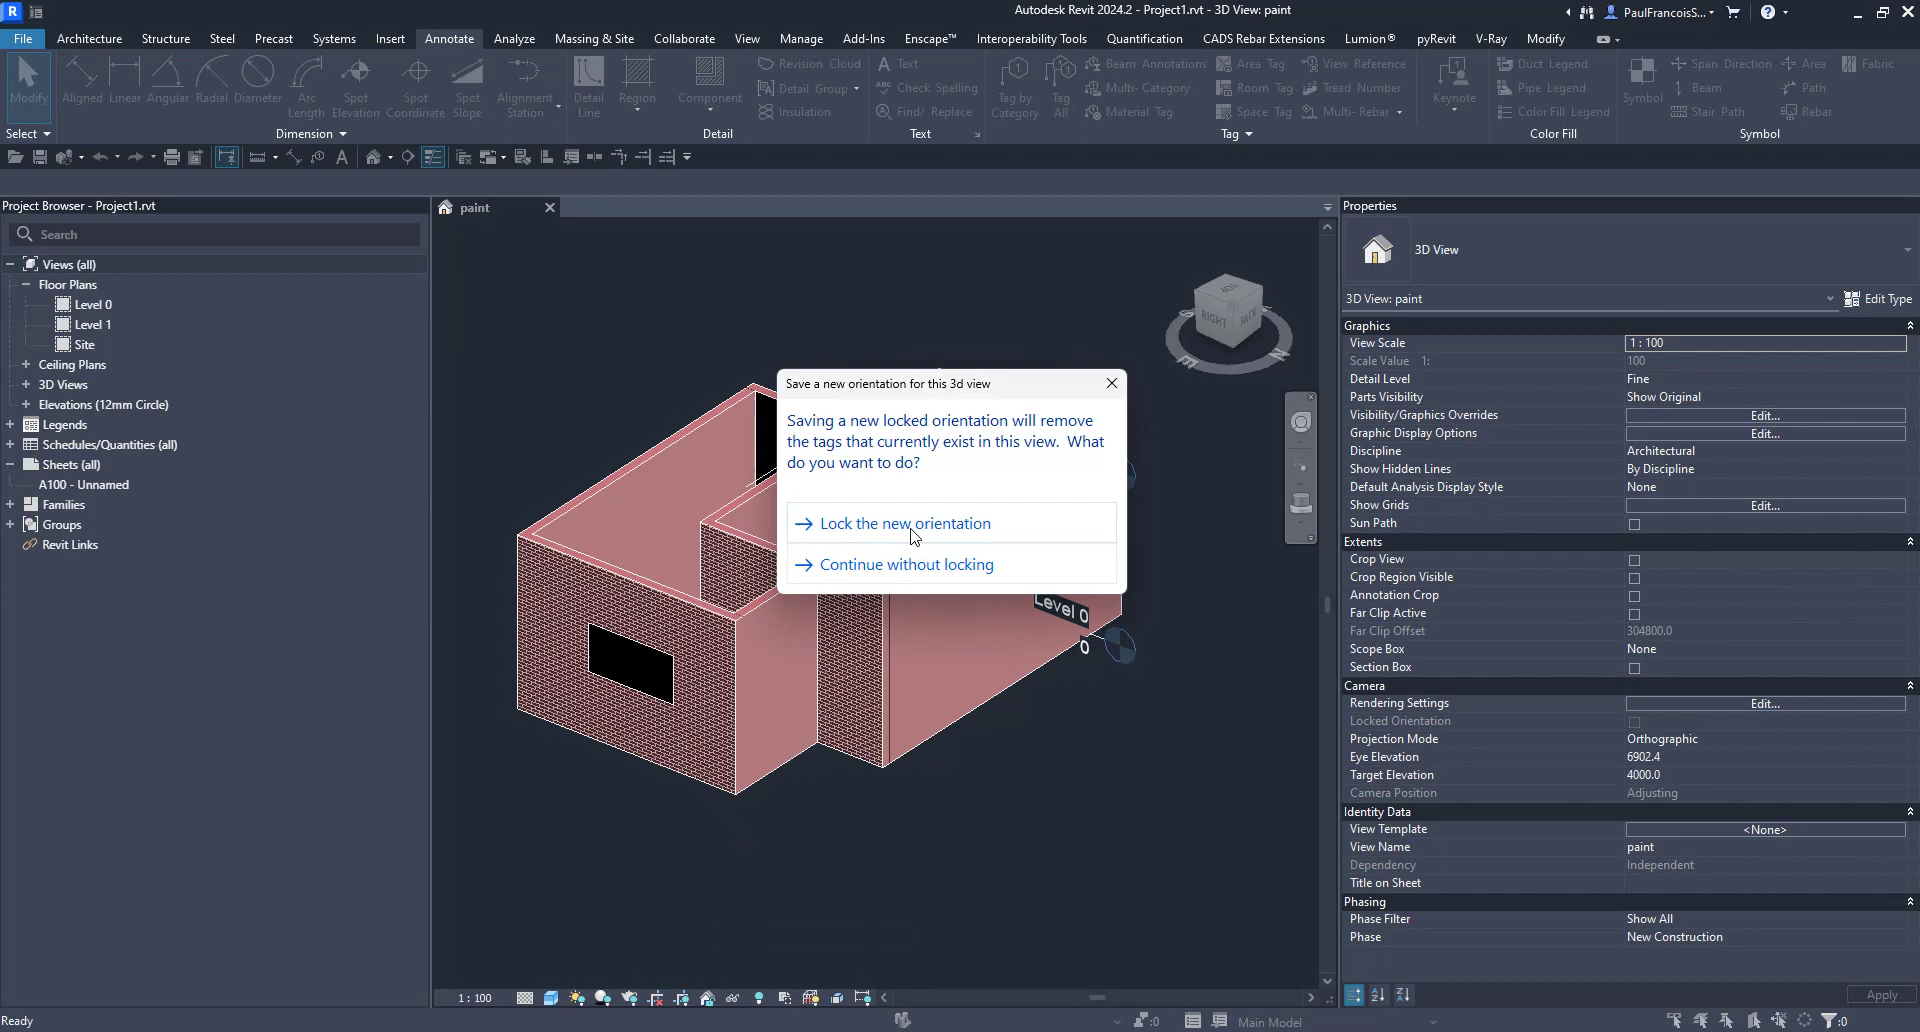 Autodesk Revit 2024.2 - Project1.rvt - 3D View: paint
PaulFrancoisS...
File Architecture Structure Steel Precast Systems Insert Annotate Analyze Massing & Site Collaborate View Manage Add-Ins Enscape™ Interoperability Tools Quantification CADS Rebar Extensions Lumion® pyRevit V-Ray Modify
Modify
Aligned Linear Angular Radial Diameter Arc Length Spot Elevation Spot Coordinate Spot Slope Alignment Station
Detail Line Region Component
Revision Cloud
Detail Group
Insulation
Text
Check Spelling
Find/ Replace
Tag by Category Tag All
Beam Annotations
Multi- Category
Material Tag
Area Tag
Room Tag
Space Tag
View Reference
Tread Number
Multi- Rebar
Keynote
Duct Legend
Pipe Legend
Color Fill Legend
Symbol
Span Direction
Beam
Stair Path
Area
Path
Rebar
Fabric
Select Dimension Detail Text Tag Color Fill Symbol
Project Browser - Project1.rvt
Search
Views (all)
Floor Plans
Level 0
Level 1
Site
Ceiling Plans
3D Views
Elevations (12mm Circle)
Legends
Schedules/Quantities (all)
Sheets (all)
A100 - Unnamed
Families
Groups
Revit Links
paint
RIGHT BACK
E N
Save a new orientation for this 3d view
Saving a new locked orientation will remove
the tags that currently exist in this view. What
do you want to do?
Lock the new orientation
Continue without locking
Level 0
0
1 : 100
Properties
3D View
3D View: paint
Edit Type
Graphics
View Scale 1 : 100
Scale Value 1: 100
Detail Level Fine
Parts Visibility Show Original
Visibility/Graphics Overrides Edit...
Graphic Display Options Edit...
Discipline Architectural
Show Hidden Lines By Discipline
Default Analysis Display Style None
Show Grids Edit...
Sun Path
Extents
Crop View
Crop Region Visible
Annotation Crop
Far Clip Active
Far Clip Offset 304800.0
Scope Box None
Section Box
Camera
Rendering Settings Edit...
Locked Orientation
Projection Mode Orthographic
Eye Elevation 6902.4
Target Elevation 4000.0
Camera Position Adjusting
Identity Data
View Template <None>
View Name paint
Dependency Independent
Title on Sheet
Phasing
Phase Filter Show All
Phase New Construction
Apply
Ready
:0
Main Model
:0